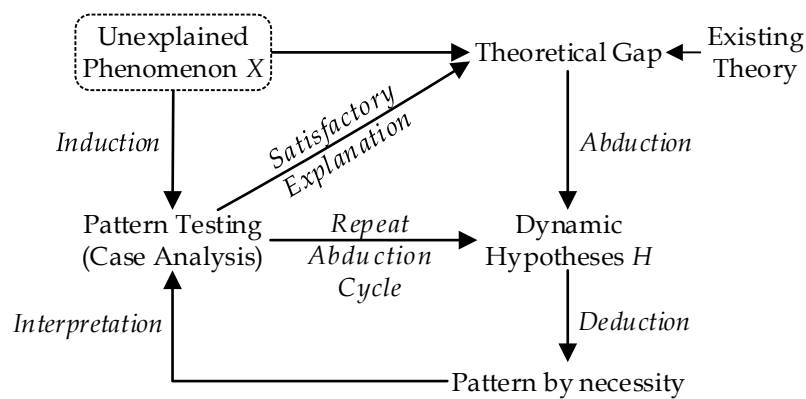 Unexplained
Phenomenon X
Theoretical Gap
Existing
Theory
Induction
Satisfactory
Explanation
Abduction
Pattern Testing
(Case Analysis)
Repeat
Abduction
Cycle
Dynamic
Hypotheses H
Interpretation
Deduction
Pattern by necessity